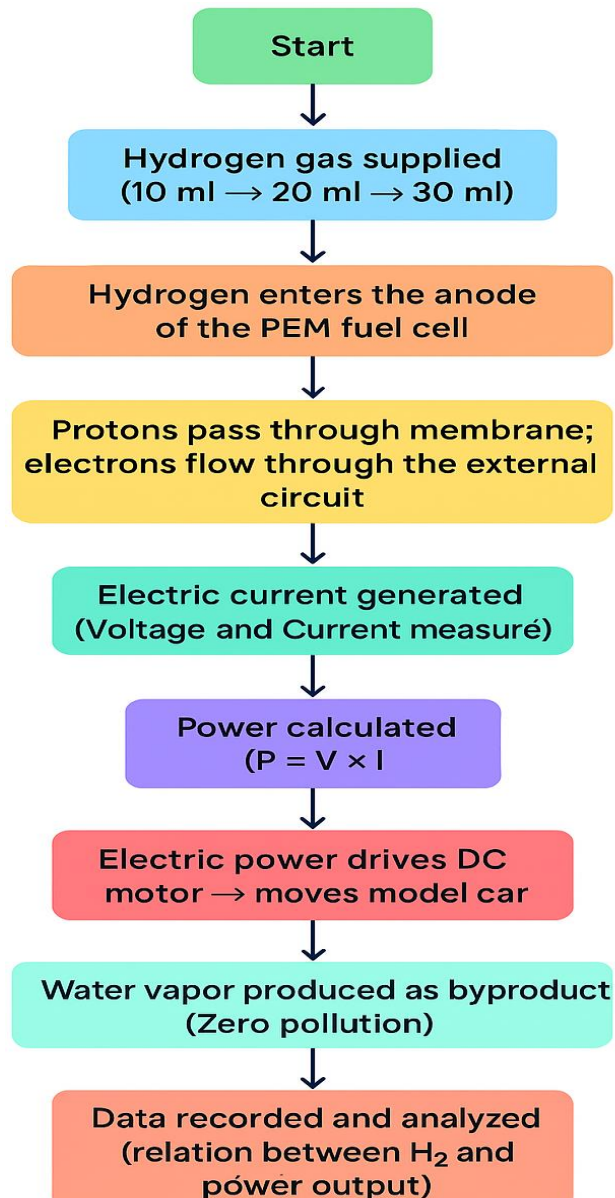 Start
Hydrogen gas supplied
(10 ml → 20 ml → 30 ml)
Hydrogen enters the anode
of the PEM fuel cell
Protons pass through membrane;
electrons flow through the external
circuit
Electric current generated
(Voltage and Current measuré)
Power calculated
(P = V × I
Electric power drives DC
motor → moves model car
Water vapor produced as byproduct
(Zero pollution)
Data recorded and analyzed
(relation between H₂ and
pówér output)